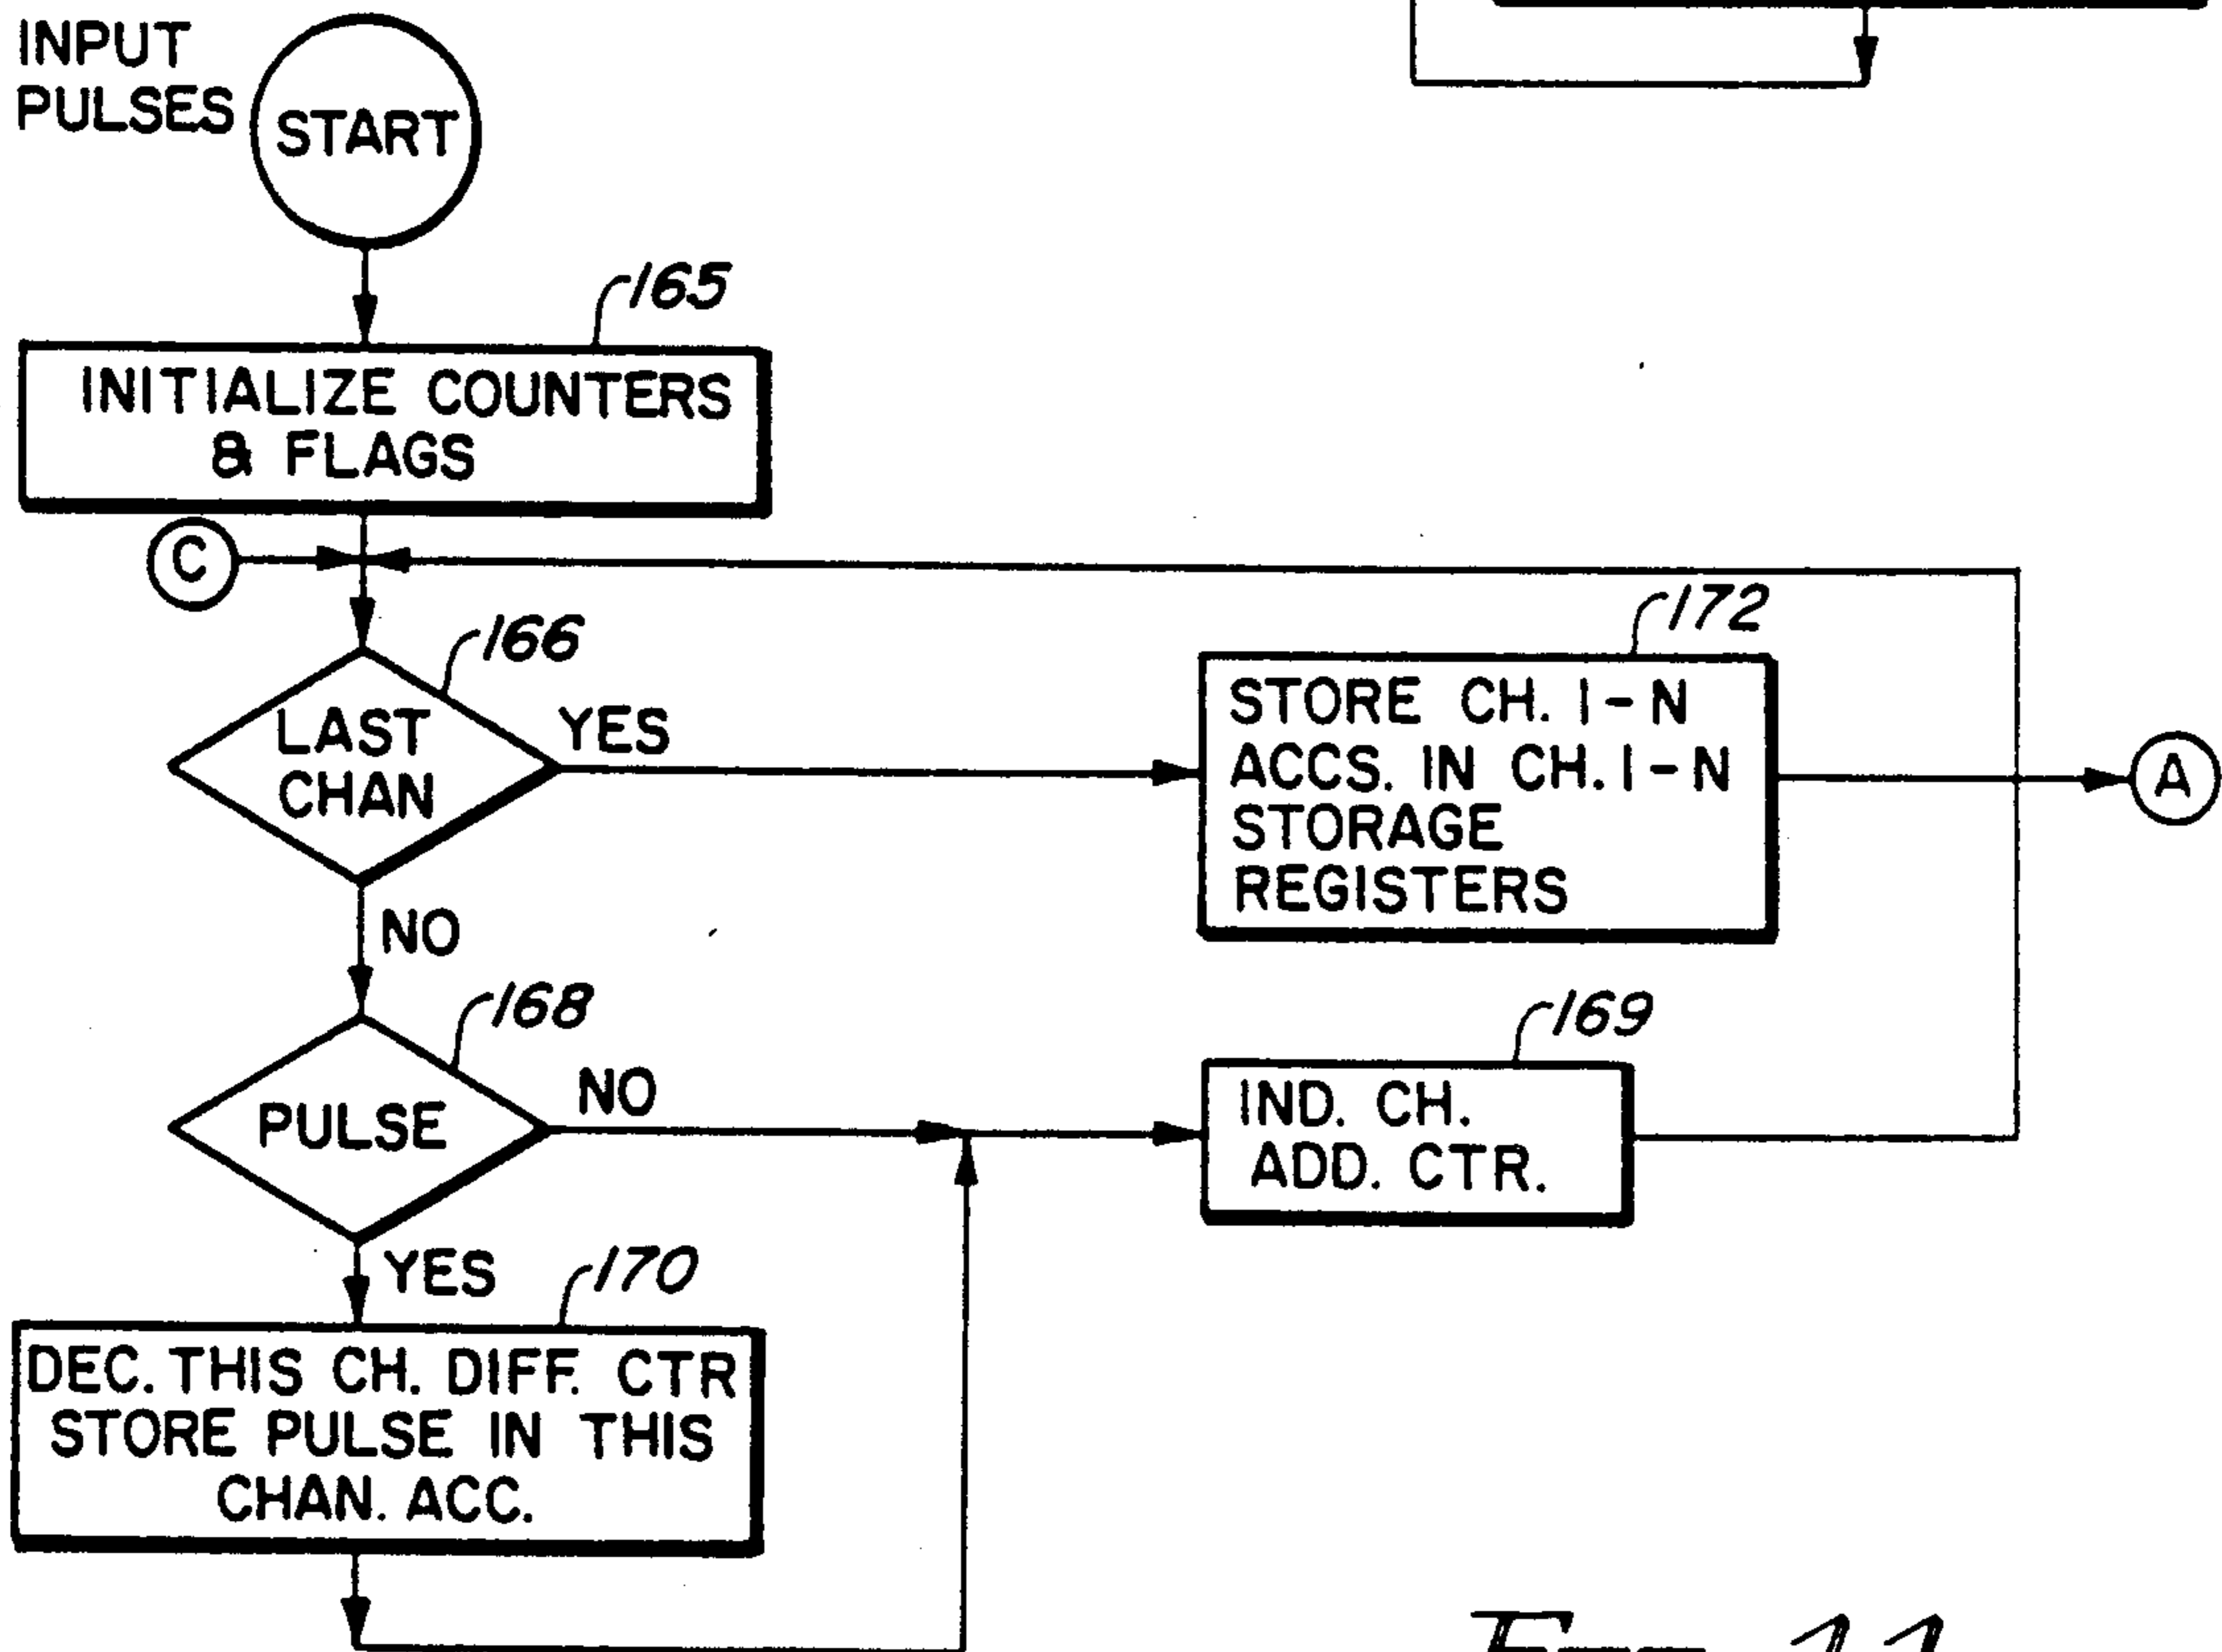 INPUT
PULSES
START
165
INITIALIZE COUNTERS
& FLAGS
C
166
LAST
CHAN
YES
172
STORE CH. 1-N
ACCS. IN CH. 1-N
STORAGE
REGISTERS
A
NO
168
PULSE
NO
169
IND. CH.
ADD. CTR.
YES
170
DEC. THIS CH. DIFF. CTR
STORE PULSE IN THIS
CHAN. ACC.